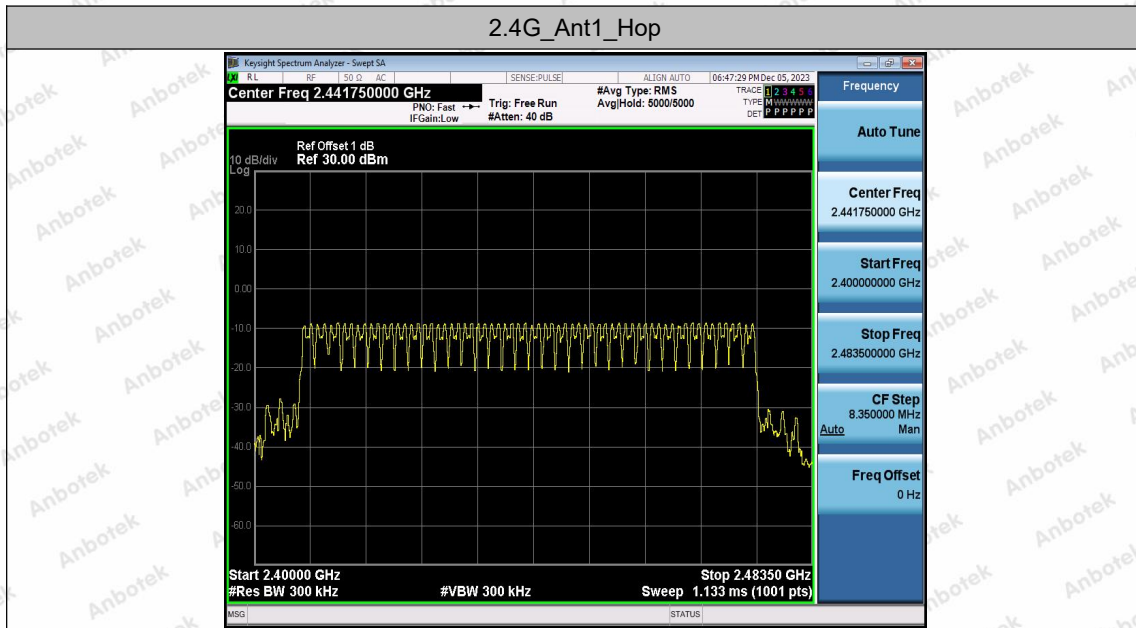 2.4G_Ant1_Hop
Keysight Spectrum Analyzer - Swept SA
LXI RL RF 50 Ω AC SENSE:PULSE ALIGN AUTO 06:47:29 PM Dec 05, 2023
Center Freq 2.441750000 GHz
PNO: Fast
IFGain:Low
Trig: Free Run
#Atten: 40 dB
#Avg Type: RMS
Avg|Hold: 5000/5000
TRACE 1 2 3 4 5 6
TYPE M WWWWW
DET P P P P P P
Ref Offset 1 dB
10 dB/div Ref 30.00 dBm
Log
20.0
10.0
0.00
-10.0
-20.0
-30.0
-40.0
-50.0
-60.0
Start 2.40000 GHz Stop 2.48350 GHz
#Res BW 300 kHz #VBW 300 kHz Sweep 1.133 ms (1001 pts)
MSG STATUS
Frequency
Auto Tune
Center Freq
2.441750000 GHz
Start Freq
2.400000000 GHz
Stop Freq
2.483500000 GHz
CF Step
8.350000 MHz
Auto Man
Freq Offset
0 Hz
Anbotek